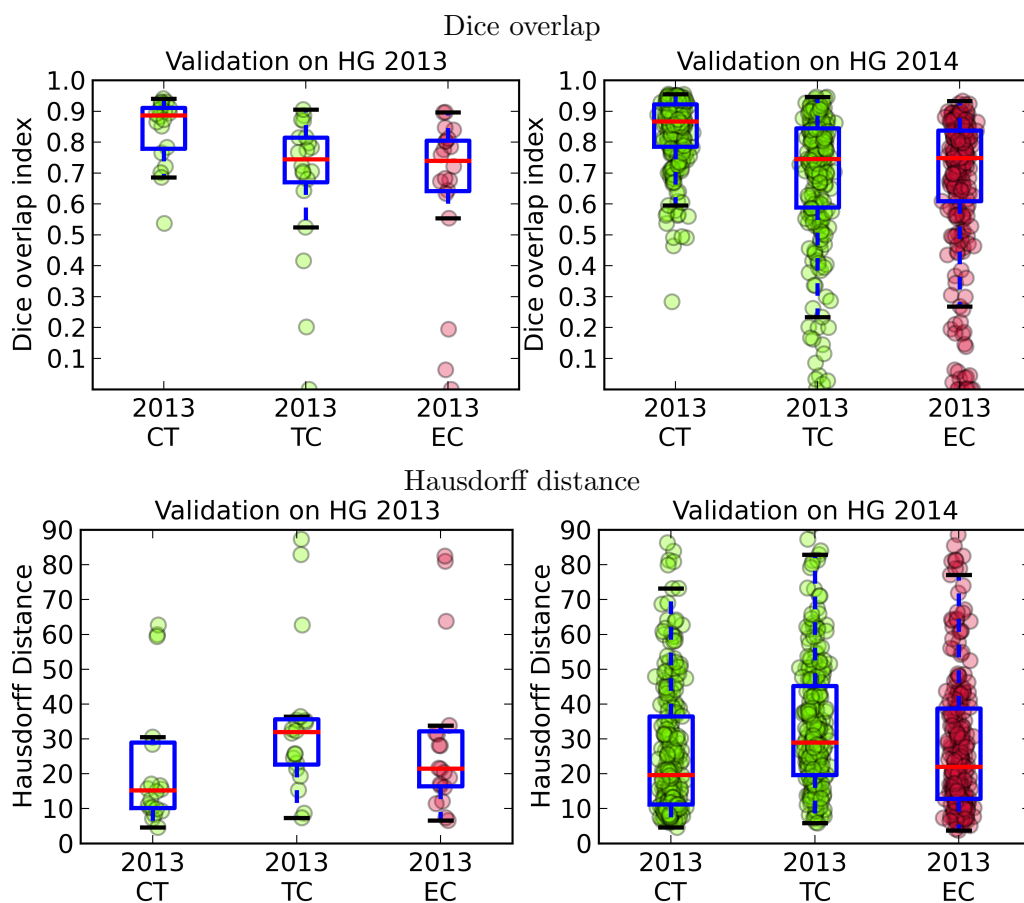 Dice overlap
Validation on HG 2013
Dice overlap index
1.0
0.9
0.8
0.7
0.6
0.5
0.4
0.3
0.2
0.1
2013 2013 2013
CT TC EC
Validation on HG 2014
Dice overlap index
1.0
0.9
0.8
0.7
0.6
0.5
0.4
0.3
0.2
0.1
2013 2013 2013
CT TC EC
Hausdorff distance
Validation on HG 2013
Hausdorff Distance
90
80
70
60
50
40
30
20
10
0
2013 2013 2013
CT TC EC
Validation on HG 2014
Hausdorff Distance
90
80
70
60
50
40
30
20
10
0
2013 2013 2013
CT TC EC